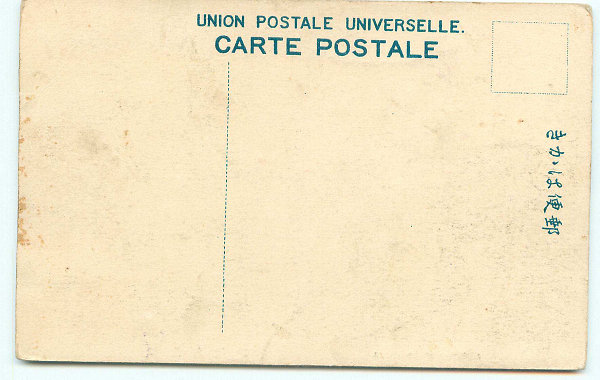 UNION POSTALE UNIVERSELLE.
CARTE POSTALE
郵便はかき